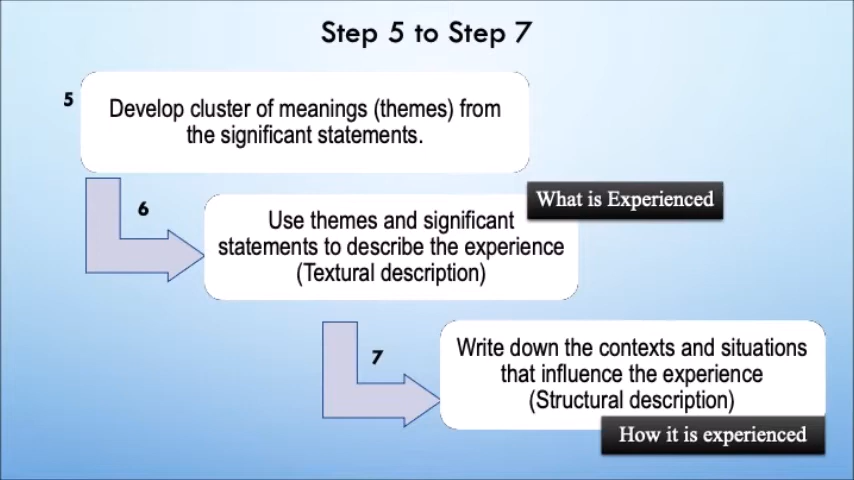 Step 5 to Step 7
5
Develop cluster of meanings (themes) from
the significant statements.
6
What is Experienced
Use themes and significant
statements to describe the experience
(Textural description)
7
Write down the contexts and situations
that influence the experience
(Structural description)
How it is experienced